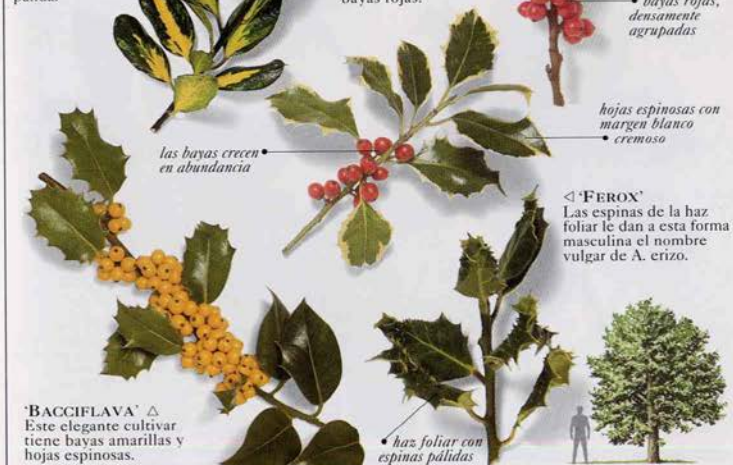 bayas rojas.
bayas rojas,
densamente
agrupadas
hojas espinosas con
margen blanco
cremoso
las bayas crecen
en abundancia
◁ 'FEROX'
Las espinas de la haz
foliar le dan a esta forma
masculina el nombre
vulgar de A. erizo.
'BACCIFLAVA' △
Este elegante cultivar
tiene bayas amarillas y
hojas espinosas.
haz foliar con
espinas pálidas